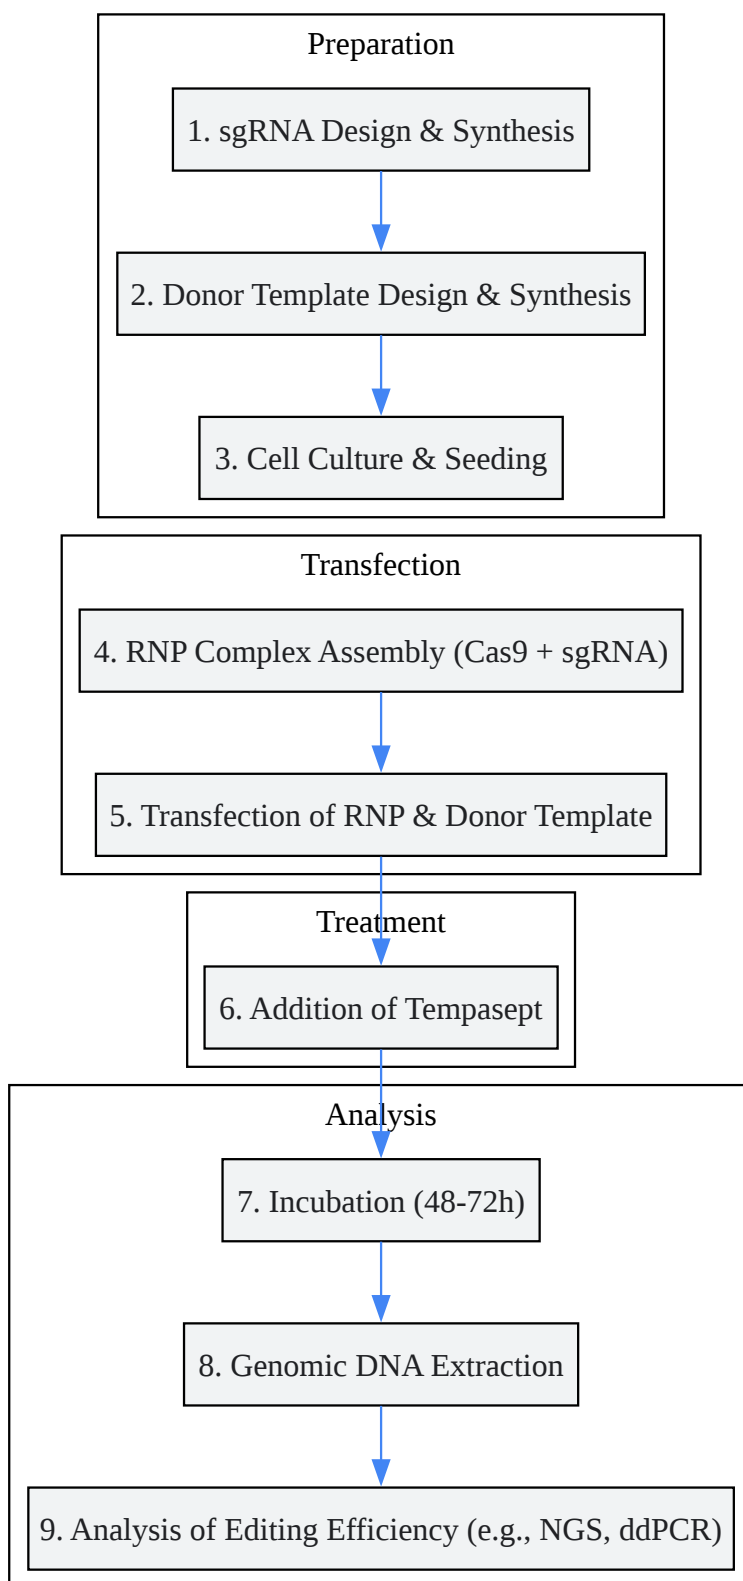 Preparation
1. sgRNA Design & Synthesis
2. Donor Template Design & Synthesis
3. Cell Culture & Seeding
Transfection
4. RNP Complex Assembly (Cas9 + sgRNA)
5. Transfection of RNP & Donor Template
Treatment
6. Addition of Tempasept
Analysis
7. Incubation (48-72h)
8. Genomic DNA Extraction
9. Analysis of Editing Efficiency (e.g., NGS, ddPCR)